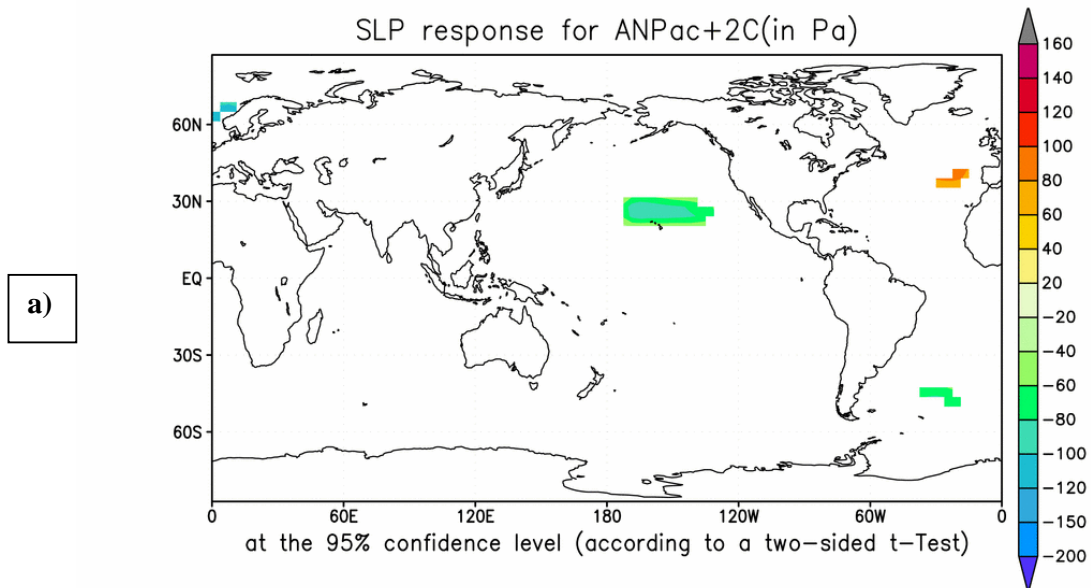 SLP response for ANPac+2C(in Pa)
a)
60N
30N
EQ
30S
60S
0 60E 120E 180 120W 60W 0
160
140
120
100
80
60
40
20
−20
−40
−60
−80
−100
−120
−150
−200
at the 95% confidence level (according to a two−sided t−Test)